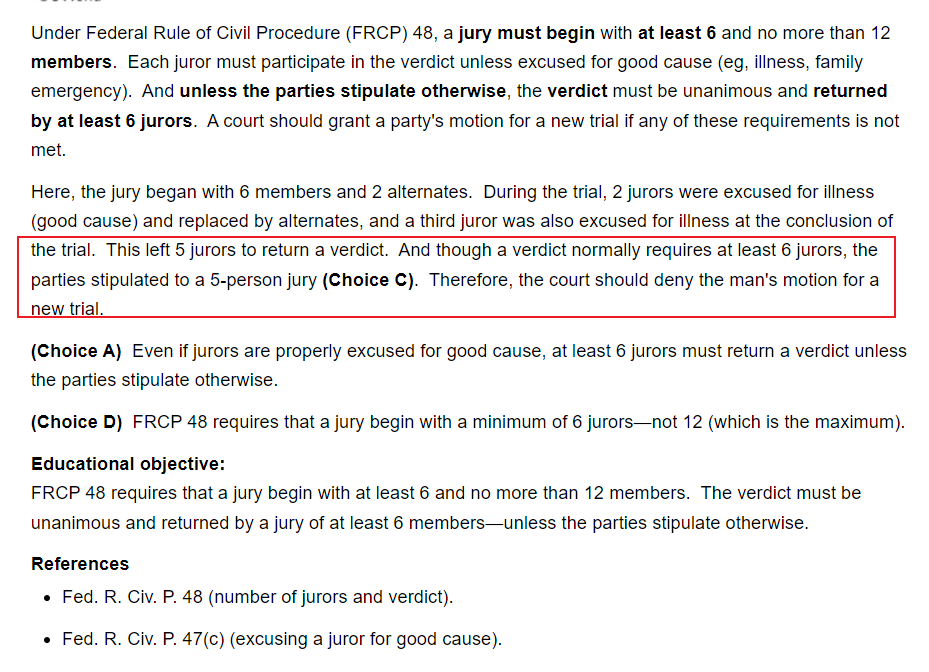 Under Federal Rule of Civil Procedure (FRCP) 48, a jury must begin with at least 6 and no more than 12
members.  Each juror must participate in the verdict unless excused for good cause (eg, illness, family
emergency).  And unless the parties stipulate otherwise, the verdict must be unanimous and returned
by at least 6 jurors.  A court should grant a party's motion for a new trial if any of these requirements is not
met.
Here, the jury began with 6 members and 2 alternates.  During the trial, 2 jurors were excused for illness
(good cause) and replaced by alternates, and a third juror was also excused for illness at the conclusion of
the trial.  This left 5 jurors to return a verdict.  And though a verdict normally requires at least 6 jurors, the
parties stipulated to a 5-person jury (Choice C).  Therefore, the court should deny the man's motion for a
new trial.
(Choice A)  Even if jurors are properly excused for good cause, at least 6 jurors must return a verdict unless
the parties stipulate otherwise.
(Choice D)  FRCP 48 requires that a jury begin with a minimum of 6 jurors—not 12 (which is the maximum).
Educational objective:
FRCP 48 requires that a jury begin with at least 6 and no more than 12 members.  The verdict must be
unanimous and returned by a jury of at least 6 members—unless the parties stipulate otherwise.
References
• Fed. R. Civ. P. 48 (number of jurors and verdict).
• Fed. R. Civ. P. 47(c) (excusing a juror for good cause).